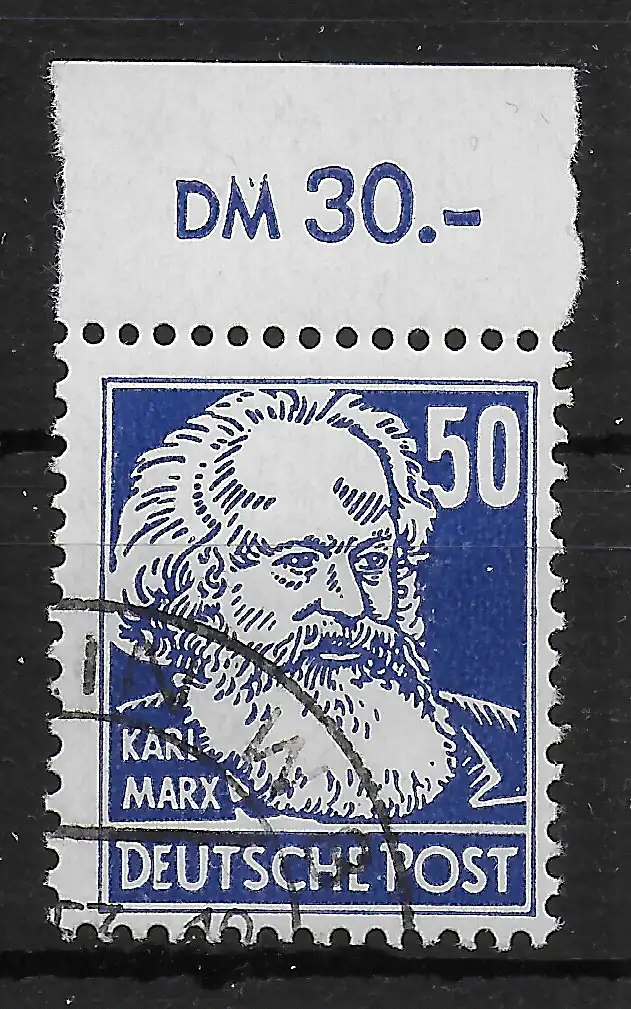 DM 30.-
50
KARL
MARX
DEUTSCHE POST